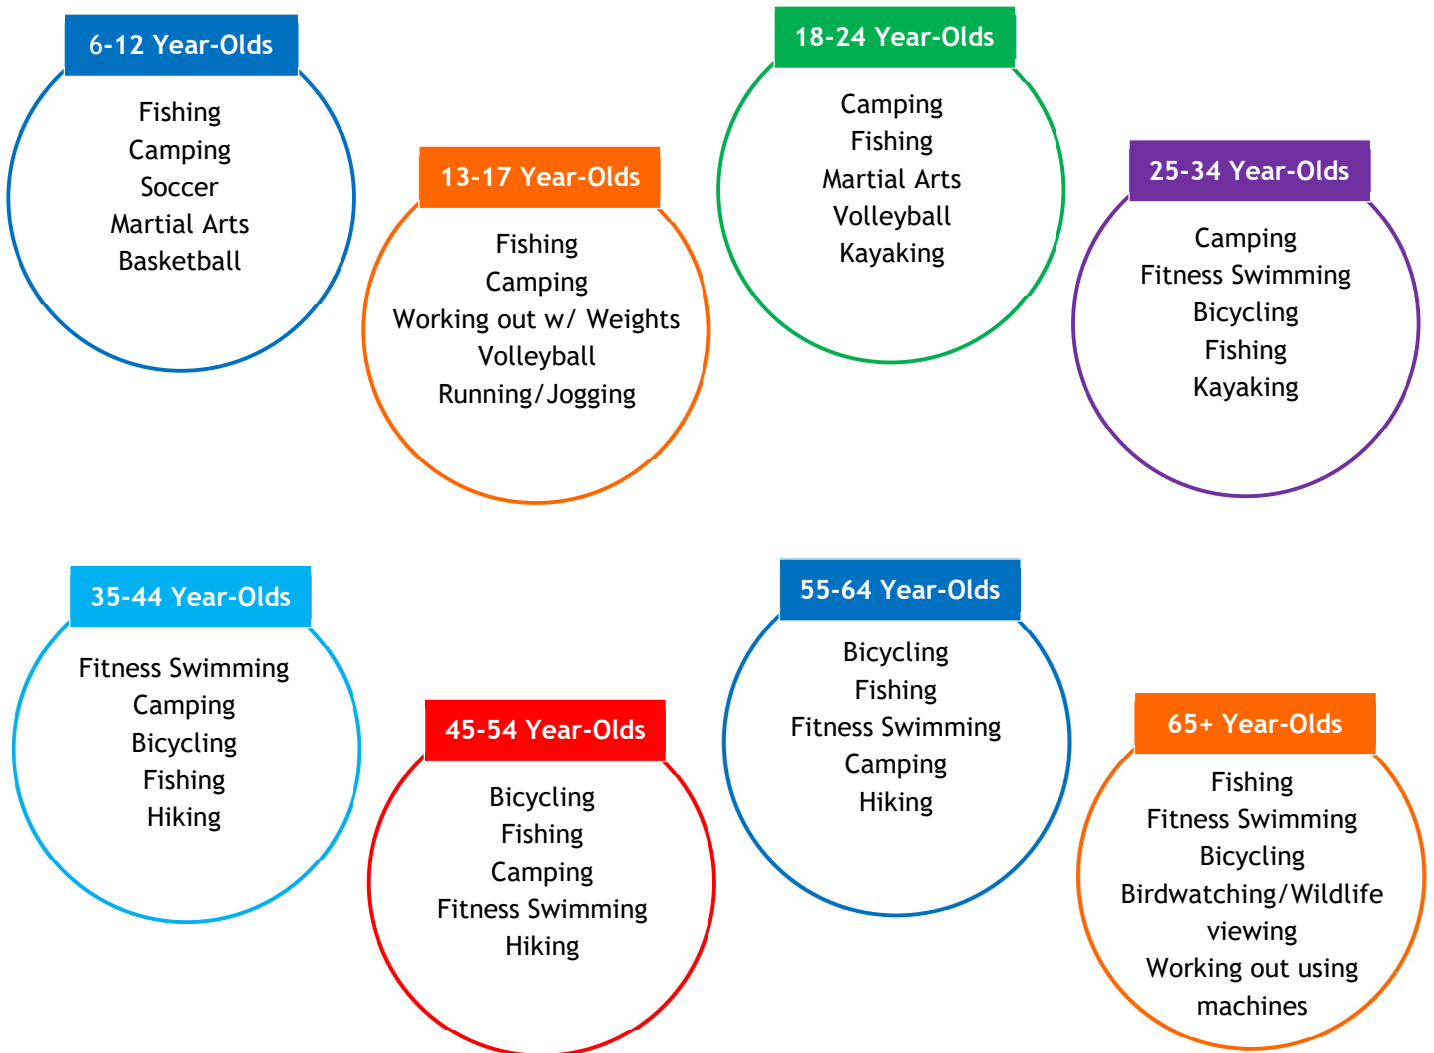 6-12 Year-Olds
Fishing
Camping
Soccer
Martial Arts
Basketball
13-17 Year-Olds
Fishing
Camping
Working out w/ Weights
Volleyball
Running/Jogging
18-24 Year-Olds
Camping
Fishing
Martial Arts
Volleyball
Kayaking
25-34 Year-Olds
Camping
Fitness Swimming
Bicycling
Fishing
Kayaking
35-44 Year-Olds
Fitness Swimming
Camping
Bicycling
Fishing
Hiking
45-54 Year-Olds
Bicycling
Fishing
Camping
Fitness Swimming
Hiking
55-64 Year-Olds
Bicycling
Fishing
Fitness Swimming
Camping
Hiking
65+ Year-Olds
Fishing
Fitness Swimming
Bicycling
Birdwatching/Wildlife
viewing
Working out using
machines